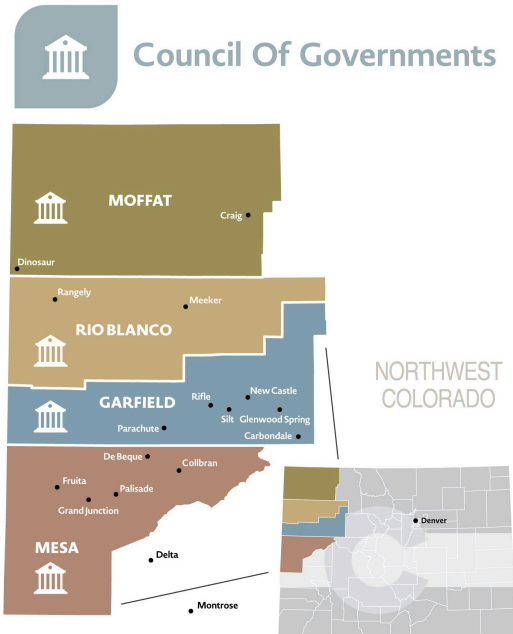 Council Of Governments
MOFFAT
Craig
Dinosaur
Rangely
Meeker
RIO BLANCO
NORTHWEST
COLORADO
New Castle
Rifle
GARFIELD
Silt
Glenwood Spring
Parachute
Carbondale
De Beque
Collbran
Fruita
Palisade
Grand Junction
Denver
MESA
Delta
Montrose